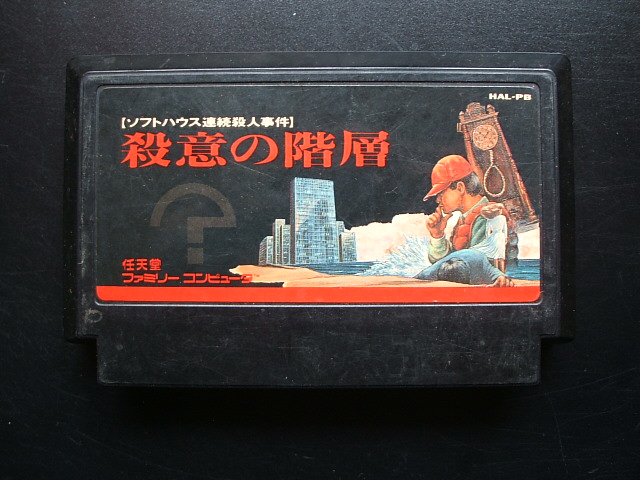 HAL-PB
【ソフトハウス連続殺人事件】
殺意の階層
?
任天堂
ファミリーコンピュータ